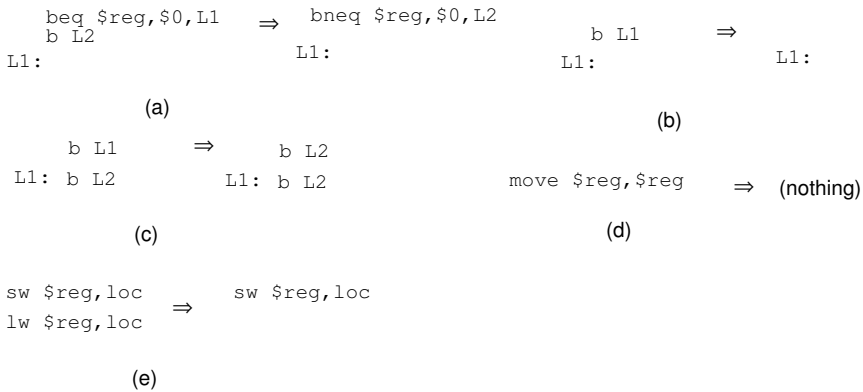 beq $reg,$0,L1 ⇒ bneq $reg,$0,L2
b L2
L1: L1:
(a)
b L1 ⇒
L1: L1:
(b)
b L1 ⇒ b L2
L1: b L2 L1: b L2
(c)
move $reg,$reg ⇒ (nothing)
(d)
sw $reg,loc ⇒ sw $reg,loc
lw $reg,loc
(e)